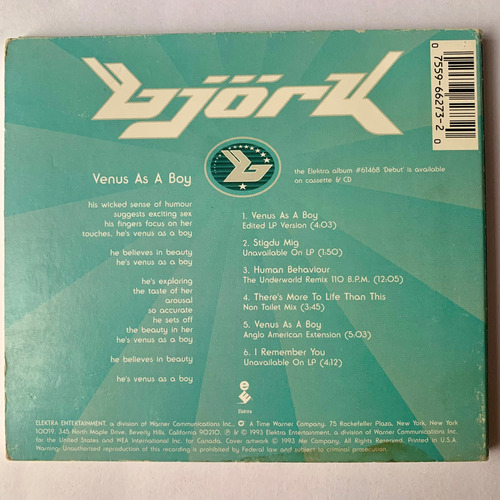 björk
0 7559-66273-2 0
Venus As A Boy
his wicked sense of humour
suggests exciting sex
his fingers focus on her
touches, he's venus as a boy
he believes in beauty
he's venus as a boy
he's exploring
the taste of her
arousal
so accurate
he sets off
the beauty in her
he's venus as a boy
he believes in beauty
he's venus as a boy
the Elektra album #61468 'Debut' is available
on cassette & CD
1. Venus As A Boy
Edited LP Version (4:03)
2. Stigdu Mig
Unavailable On LP (1:50)
3. Human Behaviour
The Underworld Remix 110 B.P.M. (12:05)
4. There's More To Life Than This
Non Toilet Mix (3:45)
5. Venus As A Boy
Anglo American Extension (5:03)
6. I Remember You
Unavailable On LP (4:12)
Elektra
ELEKTRA ENTERTAINMENT, a division of Warner Communications Inc., A Time Warner Company. 75 Rockefeller Plaza, New York, New York
10019. 345 North Maple Drive, Beverly Hills, California 90210. ℗ & © 1993 Elektra Entertainment, a division of Warner Communications Inc.
for the United States and WEA International Inc. for Canada. Cover artwork © 1993 Me Company. All Rights Reserved. Printed in U.S.A.
Warning: Unauthorised reproduction of this recording is prohibited by Federal law and subject to criminal prosecution.